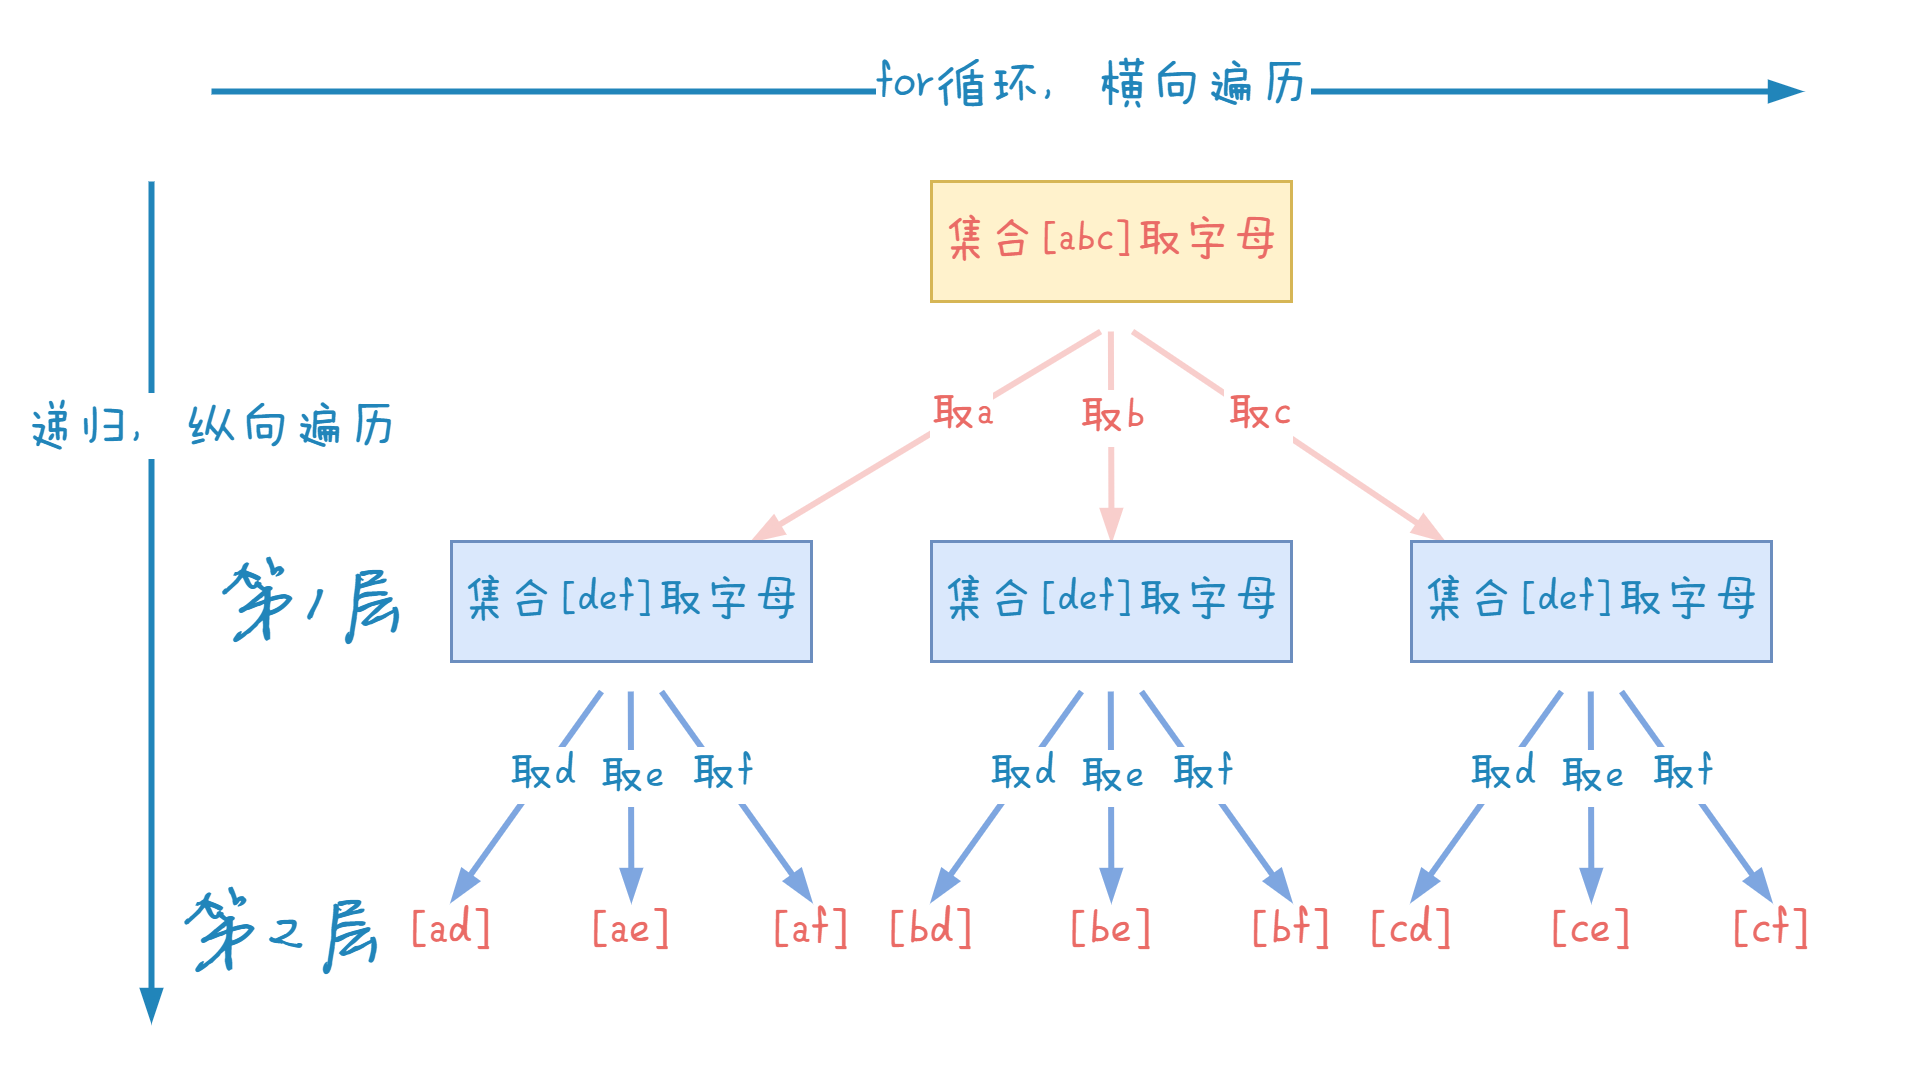 for循环, 横向遍历
集合[abc]取字母
递归, 纵向遍历
取a
取b
取c
第1层
集合[def]取字母
集合[def]取字母
集合[def]取字母
取d
取e
取f
取d
取e
取f
取d
取e
取f
第2层
[ad]
[ae]
[af]
[bd]
[be]
[bf]
[cd]
[ce]
[cf]